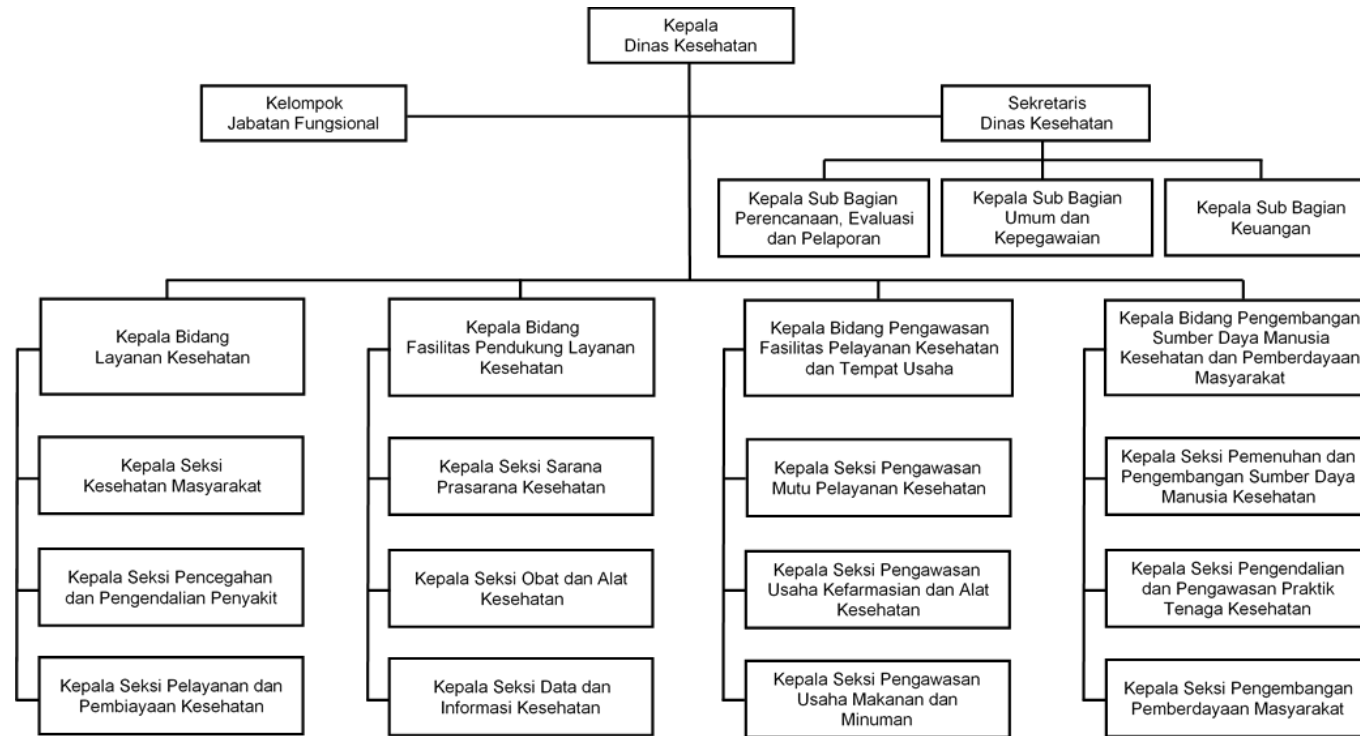 Kepala
Dinas Kesehatan
Kelompok
Jabatan Fungsional
Sekretaris
Dinas Kesehatan
Kepala Sub Bagian
Perencanaan, Evaluasi
dan Pelaporan
Kepala Sub Bagian
Umum dan
Kepegawaian
Kepala Sub Bagian
Keuangan
Kepala Bidang
Layanan Kesehatan
Kepala Bidang
Fasilitas Pendukung Layanan
Kesehatan
Kepala Bidang Pengawasan
Fasilitas Pelayanan Kesehatan
dan Tempat Usaha
Kepala Bidang Pengembangan
Sumber Daya Manusia
Kesehatan dan Pemberdayaan
Masyarakat
Kepala Seksi
Kesehatan Masyarakat
Kepala Seksi Sarana
Prasarana Kesehatan
Kepala Seksi Pengawasan
Mutu Pelayanan Kesehatan
Kepala Seksi Pemenuhan dan
Pengembangan Sumber Daya
Manusia Kesehatan
Kepala Seksi Pencegahan
dan Pengendalian Penyakit
Kepala Seksi Obat dan Alat
Kesehatan
Kepala Seksi Pengawasan
Usaha Kefarmasian dan Alat
Kesehatan
Kepala Seksi Pengendalian
dan Pengawasan Praktik
Tenaga Kesehatan
Kepala Seksi Pelayanan dan
Pembiayaan Kesehatan
Kepala Seksi Data dan
Informasi Kesehatan
Kepala Seksi Pengawasan
Usaha Makanan dan
Minuman
Kepala Seksi Pengembangan
Pemberdayaan Masyarakat